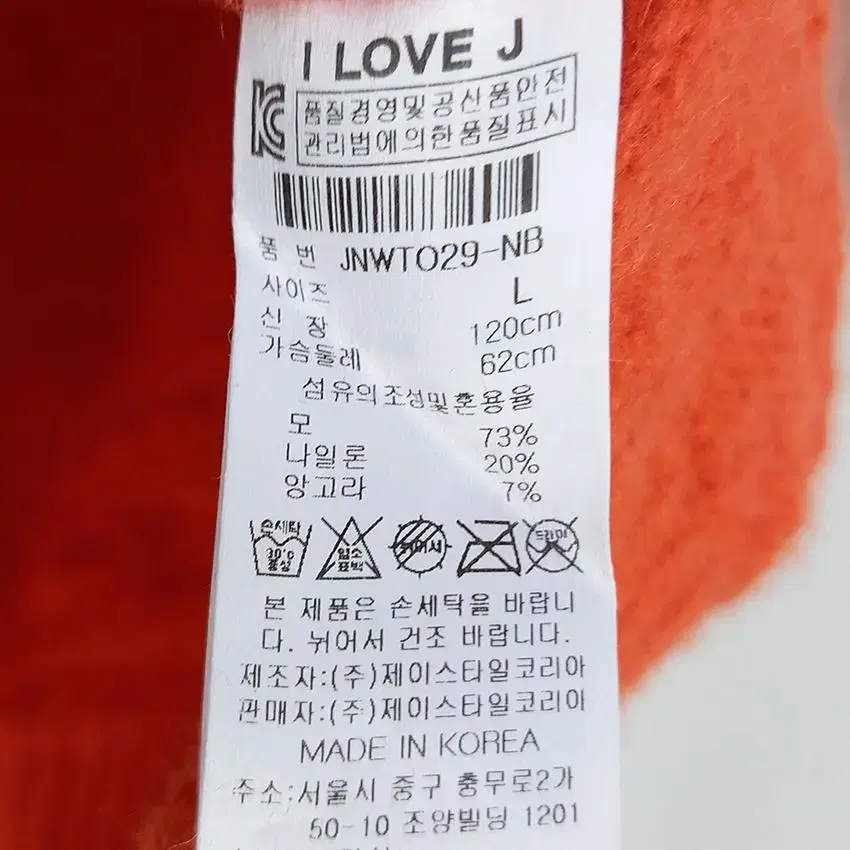 I LOVE J
품질경영및공산품안전
관리법에의한품질표시
품 번 JNWTO29-NB
사이즈 L
신 장 120cm
가슴둘레 62cm
섬유의조성및혼용율
모 73%
나일론 20%
앙고라 7%
손세탁
30℃
중성
염소
표백
뉘어서
드라이
본 제품은 손세탁을 바랍니
다. 뉘어서 건조 바랍니다.
제조자:(주)제이스타일코리아
판매자:(주)제이스타일코리아
MADE IN KOREA
주소:서울시 중구 충무로2가
50-10 조양빌딩 1201